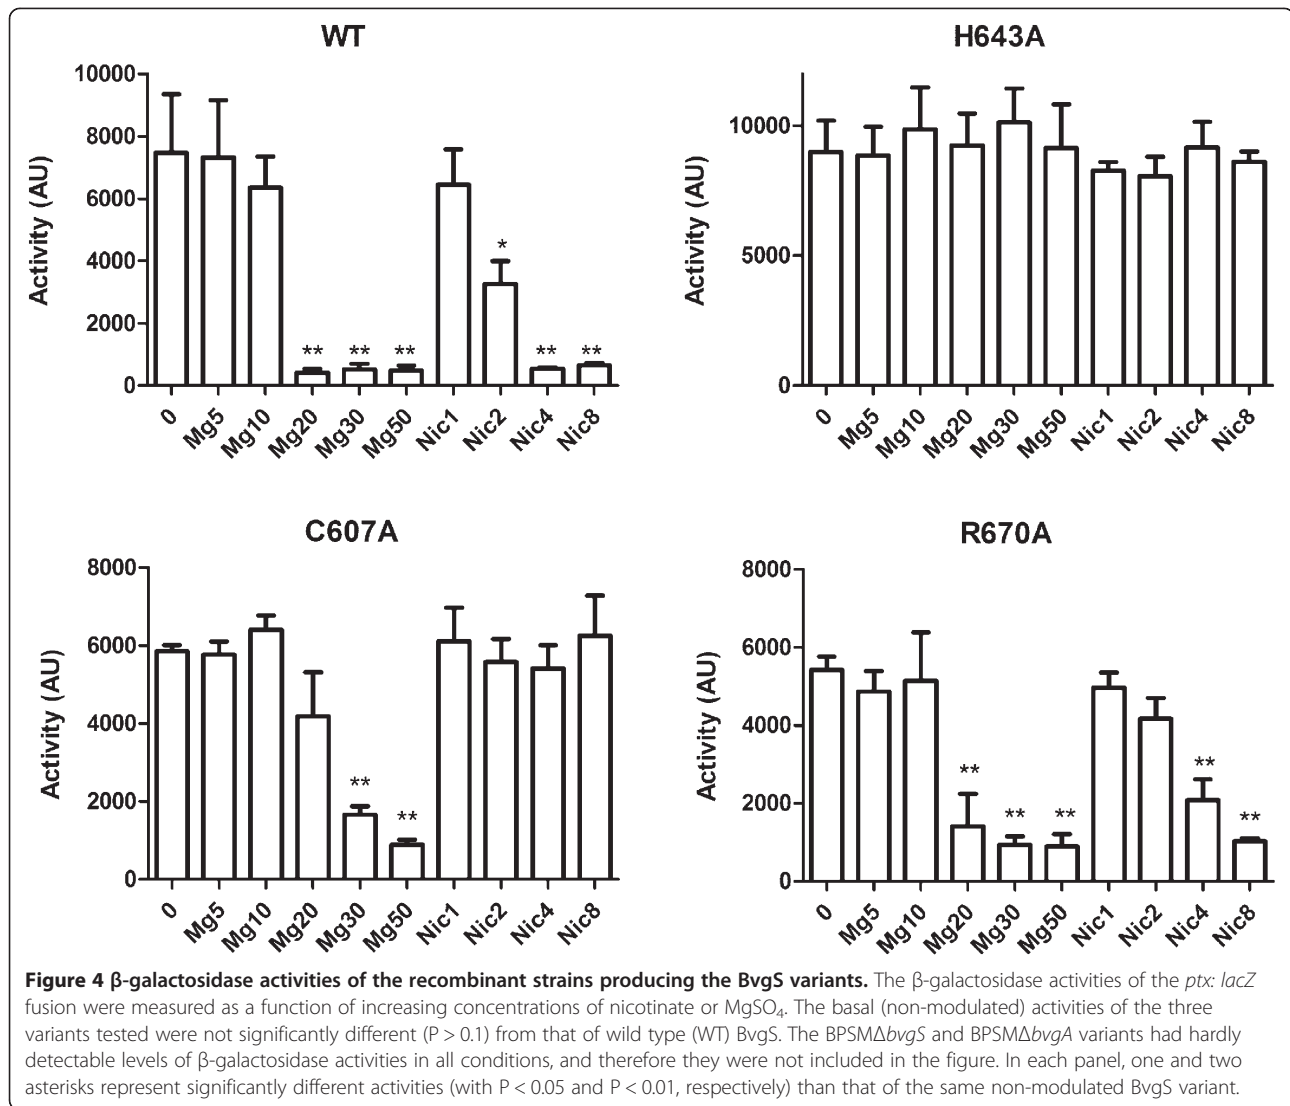 WT
10000
8000
6000
4000
2000
0
Activity (AU)
*
** ** ** ** **
0 Mg5 Mg10 Mg20 Mg30 Mg50 Nic1 Nic2 Nic4 Nic8
H643A
10000
5000
0
Activity (AU)
0 Mg5 Mg10 Mg20 Mg30 Mg50 Nic1 Nic2 Nic4 Nic8
C607A
8000
6000
4000
2000
0
Activity (AU)
** **
0 Mg5 Mg10 Mg20 Mg30 Mg50 Nic1 Nic2 Nic4 Nic8
R670A
8000
6000
4000
2000
0
Activity (AU)
** ** ** ** **
0 Mg5 Mg10 Mg20 Mg30 Mg50 Nic1 Nic2 Nic4 Nic8
Figure 4 β-galactosidase activities of the recombinant strains producing the BvgS variants. The β-galactosidase activities of the ptx: lacZ
fusion were measured as a function of increasing concentrations of nicotinate or MgSO₄. The basal (non-modulated) activities of the three
variants tested were not significantly different (P > 0.1) from that of wild type (WT) BvgS. The BPSMΔbvgS and BPSMΔbvgA variants had hardly
detectable levels of β-galactosidase activities in all conditions, and therefore they were not included in the figure. In each panel, one and two
asterisks represent significantly different activities (with P < 0.05 and P < 0.01, respectively) than that of the same non-modulated BvgS variant.